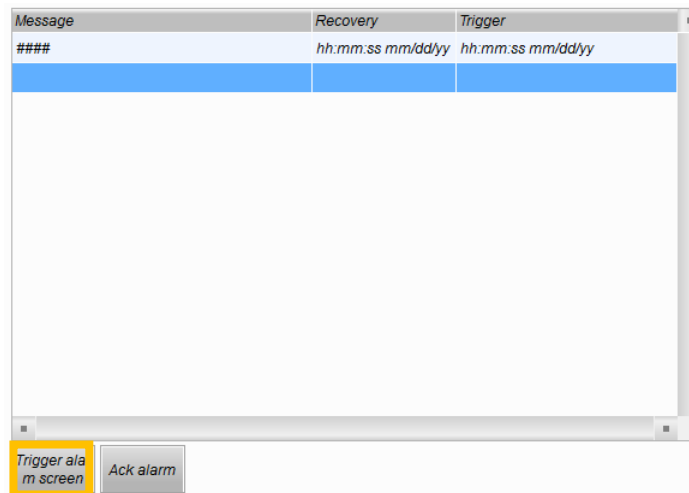 Message Recovery Trigger
#### hh:mm:ss mm/dd/yy hh:mm:ss mm/dd/yy
Trigger ala
m screen
Ack alarm